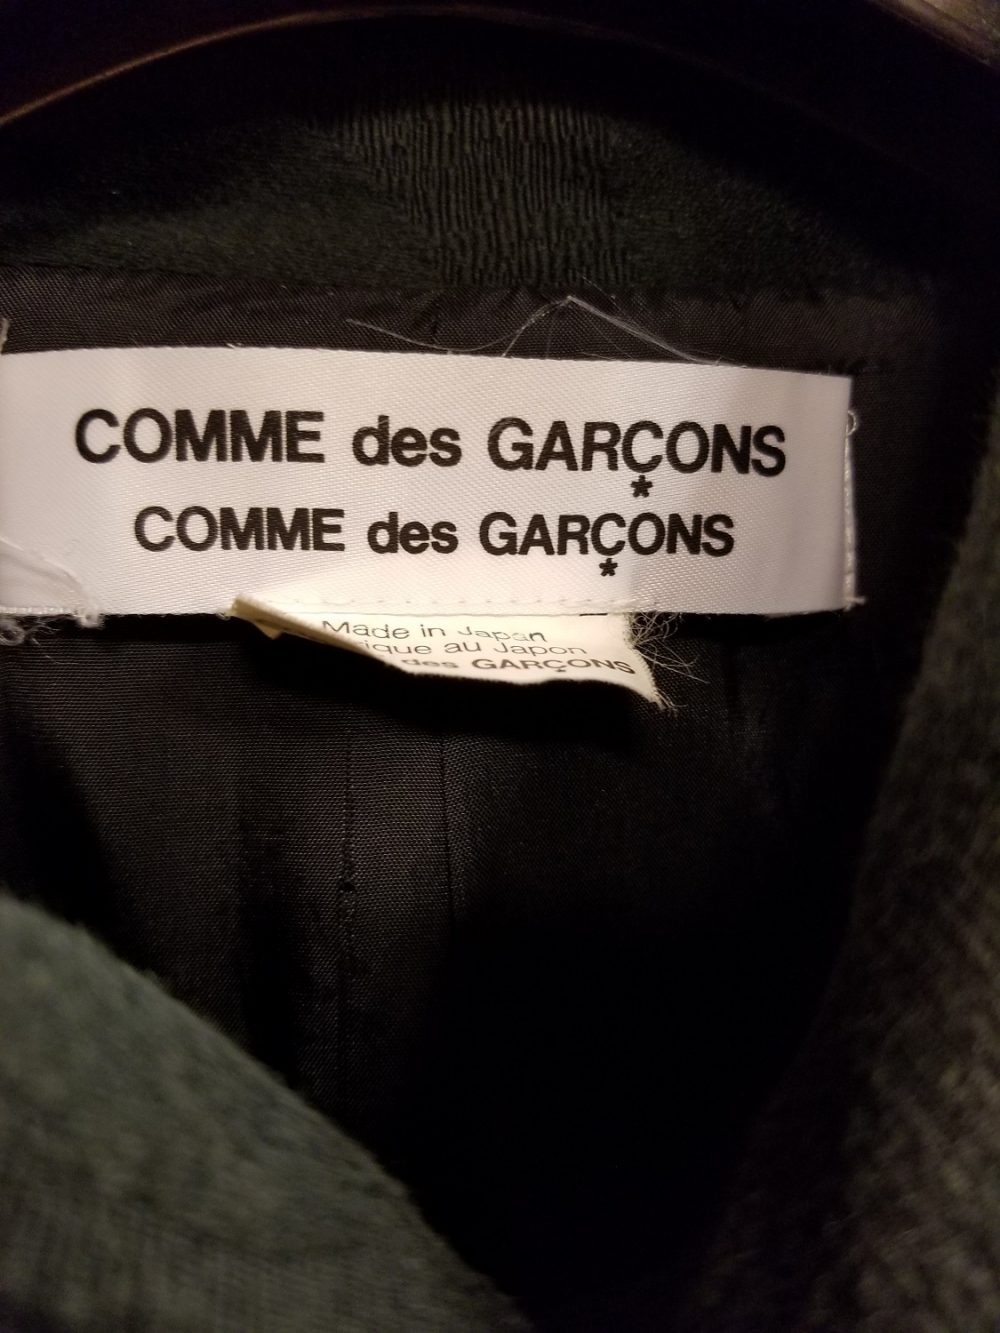 COMME des GARÇONS
*
COMME des GARÇONS
*
Made in Japan
ique au Japon
des GARÇONS